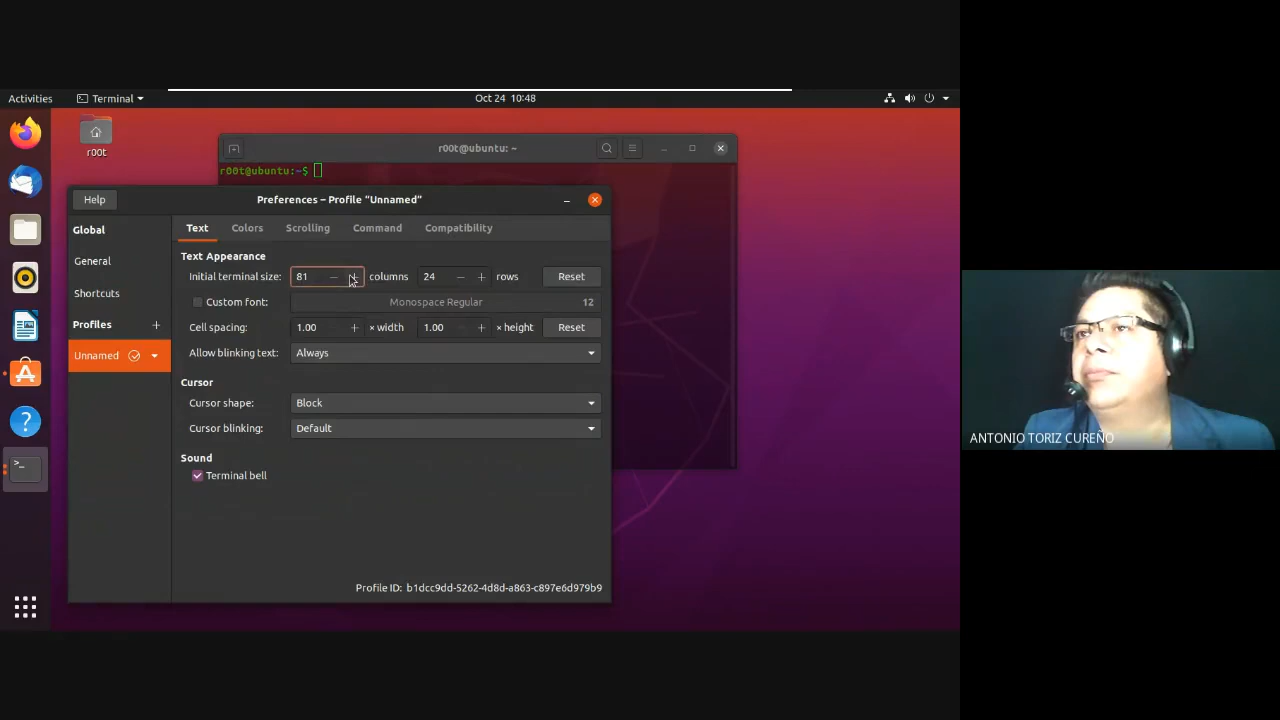 Activities Terminal Oct 24 10:48
r00t
r00t@ubuntu: ~
r00t@ubuntu:~$
Help Preferences – Profile "Unnamed"
Global
General
Shortcuts
Profiles +
Unnamed
Text Colors Scrolling Command Compatibility
Text Appearance
Initial terminal size: 81 − + columns 24 − + rows Reset
Custom font: Monospace Regular 12
Cell spacing: 1.00 + × width 1.00 + × height Reset
Allow blinking text: Always
Cursor
Cursor shape: Block
Cursor blinking: Default
Sound
Terminal bell
Profile ID: b1dcc9dd-5262-4d8d-a863-c897e6d979b9
ANTONIO TORIZ CUREÑO